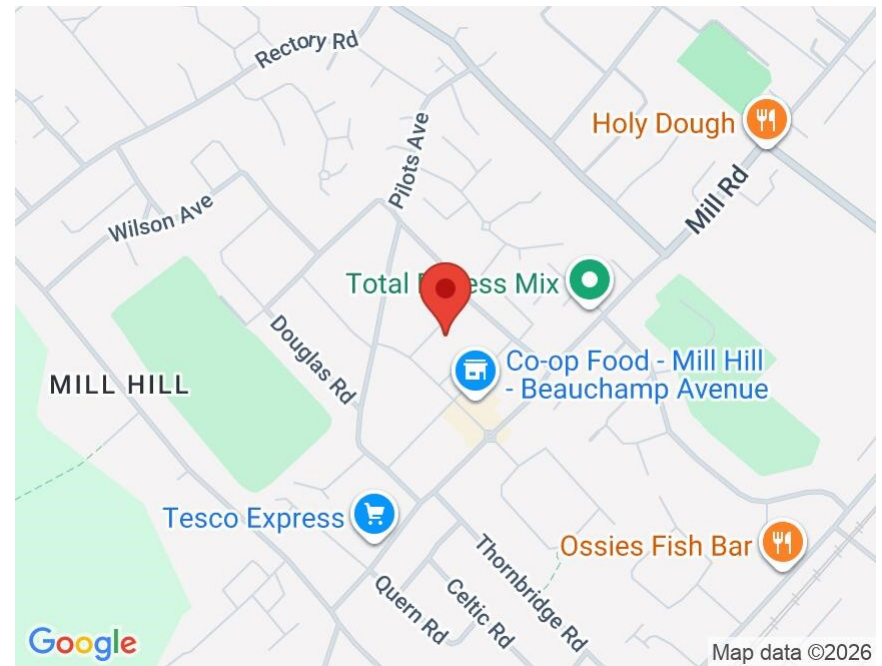 Rectory Rd
Holy Dough
Pilots Ave
Mill Rd
Wilson Ave
Total ess Mix
Douglas Rd
MILL HILL
Co-op Food - Mill Hill
- Beauchamp Avenue
Tesco Express
Ossies Fish Bar
Thornbridge Rd
Celtic Rd
Quern Rd
Google
Map data ©2026